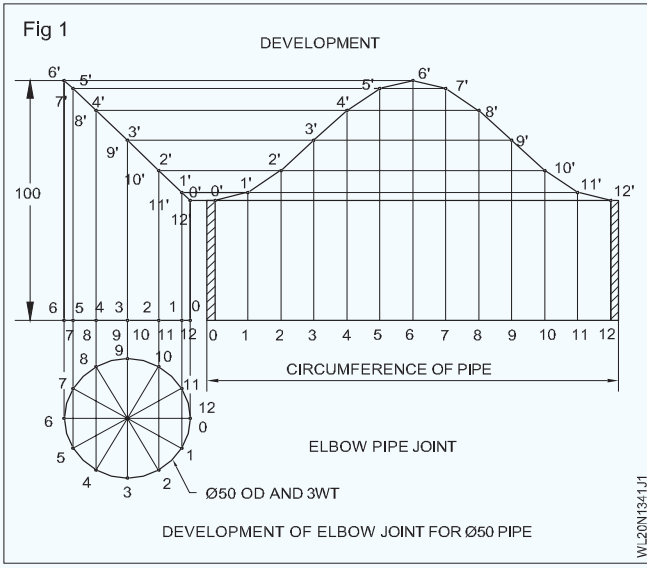 Fig 1
DEVELOPMENT
6' 5' 6'
7' 5' 7'
8' 4' 4' 8'
3' 3' 9'
9'
10' 2' 2' 10'
100
1' 1' 11'
11' 0' 0' 12'
12'
6 5 4 3 2 1 0
7 8 9 10 11 12 0 1 2 3 4 5 6 7 8 9 10 11 12
8 9 10
CIRCUMFERENCE OF PIPE
7 11
12
6 0
ELBOW PIPE JOINT
5 1
4 3 2
Ø50 OD AND 3WT
DEVELOPMENT OF ELBOW JOINT FOR Ø50 PIPE
WL20N1341J1